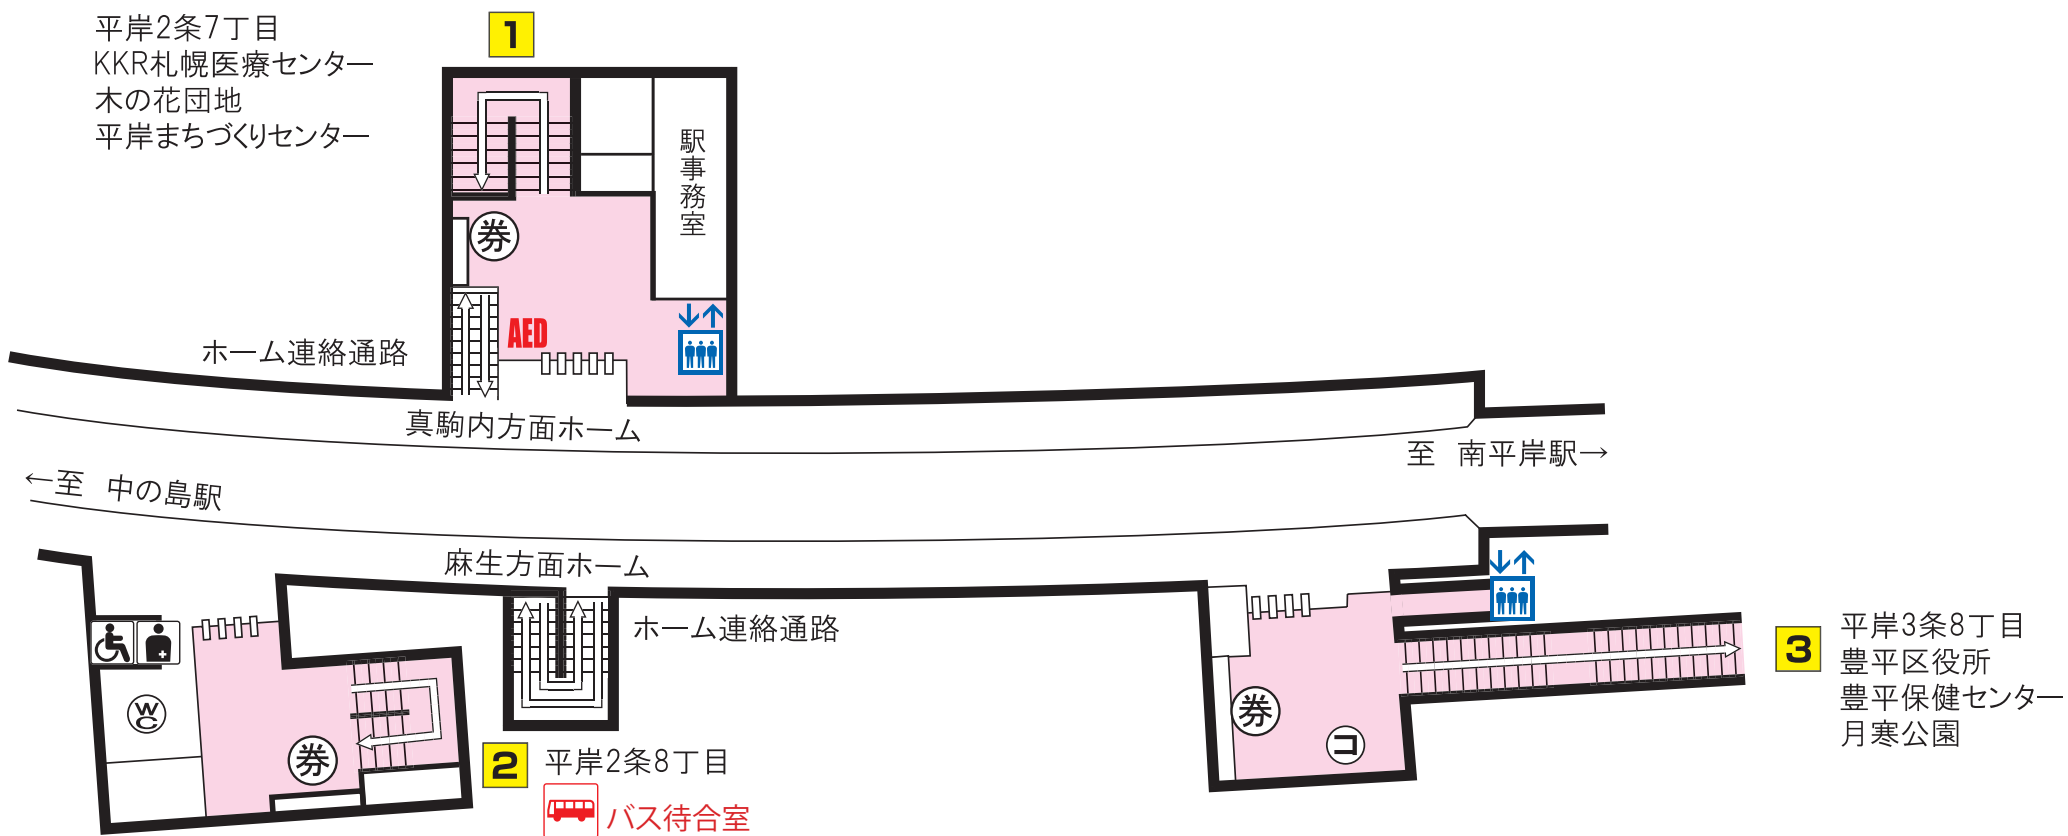 平岸2条7丁目
KKR札幌医療センター
木の花団地
平岸まちづくりセンター
1
駅事務室
券
AED
ホーム連絡通路
真駒内方面ホーム
至 南平岸駅→
←至 中の島駅
麻生方面ホーム
ホーム連絡通路
WC
券
2
平岸2条8丁目
バス待合室
券
コ
3
平岸3条8丁目
豊平区役所
豊平保健センター
月寒公園